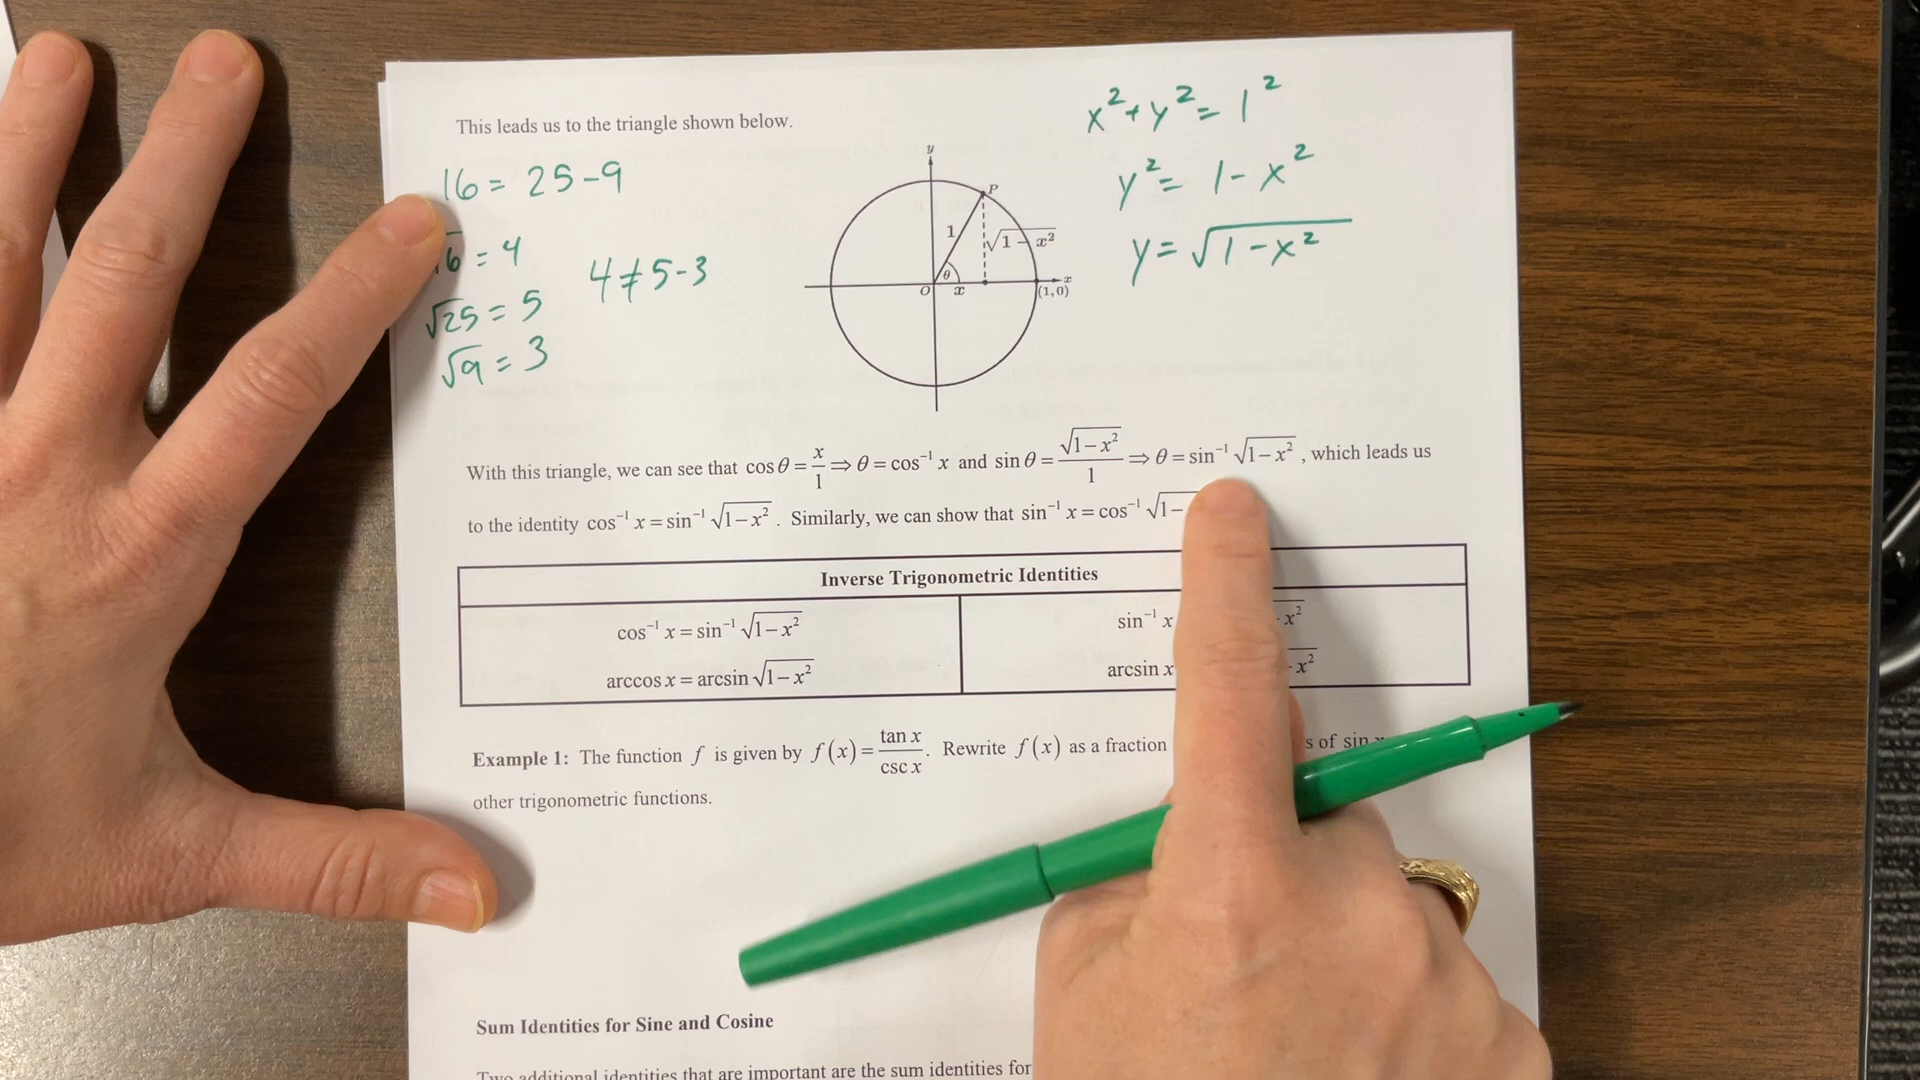 This leads us to the triangle shown below.
16 = 25-9
6 = 4
√25 = 5
√9 = 3
4 ≠ 5-3
y
P
1
√1 - x²
θ
O
x
x
(1,0)
x² + y² = 1²
y² = 1 - x²
y = √1 - x²
With this triangle, we can see that cos θ = x/1 ⇒ θ = cos⁻¹ x and sin θ = √1-x²/1 ⇒ θ = sin⁻¹ √1-x² , which leads us
to the identity cos⁻¹ x = sin⁻¹ √1-x² . Similarly, we can show that sin⁻¹ x = cos⁻¹ √1-
Inverse Trigonometric Identities
cos⁻¹ x = sin⁻¹ √1-x²
sin⁻¹ x - x²
arccos x = arcsin √1-x²
arcsin x - x²
Example 1: The function f is given by f(x) = tan x/csc x. Rewrite f(x) as a fraction s of sin
other trigonometric functions.
Sum Identities for Sine and Cosine
Two additional identities that are important are the sum identities for